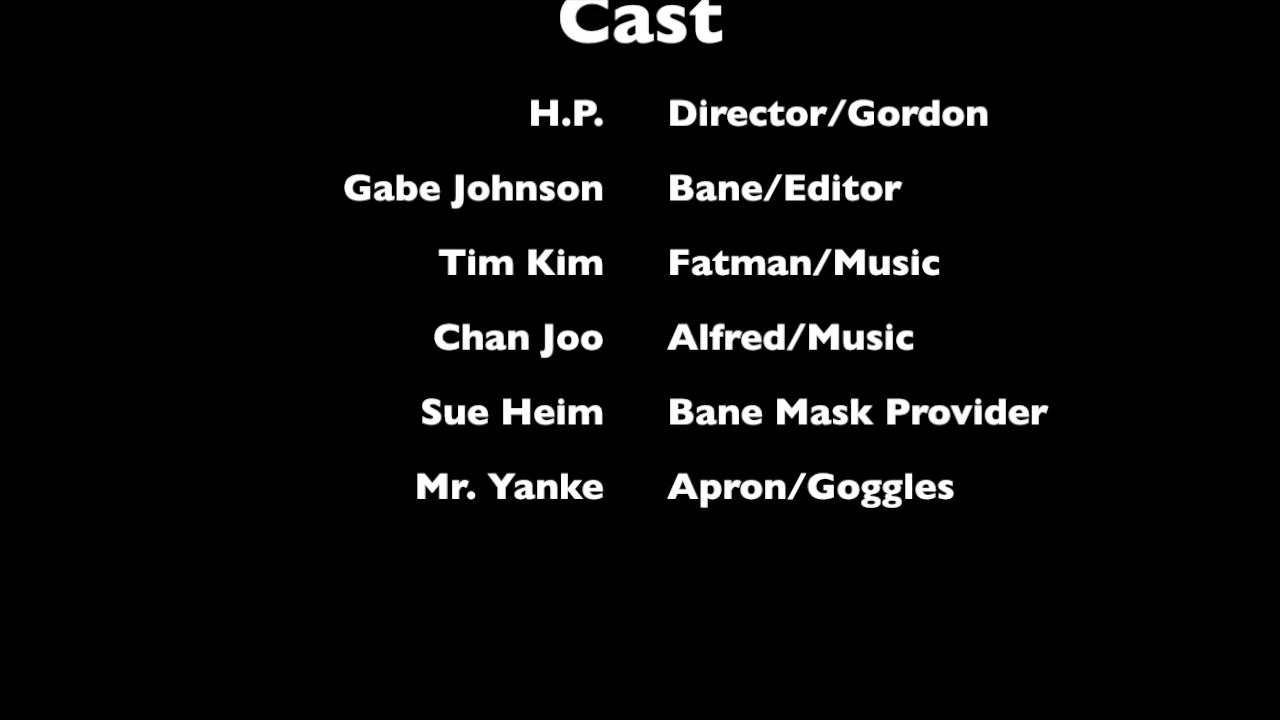 Cast
H.P. Director/Gordon
Gabe Johnson Bane/Editor
Tim Kim Fatman/Music
Chan Joo Alfred/Music
Sue Heim Bane Mask Provider
Mr. Yanke Apron/Goggles